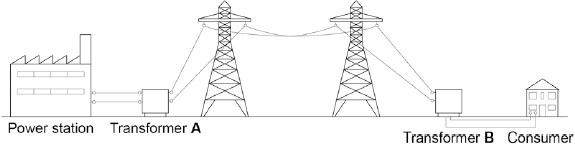 Power station
Transformer A
Transformer B
Consumer